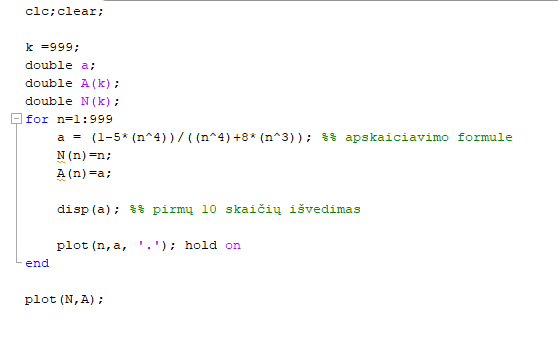 clc;clear;
k =999;
double a;
double A(k);
double N(k);
for n=1:999
a = (1-5*(n^4))/((n^4)+8*(n^3)); %% apskaiciavimo formule
N(n)=n;
A(n)=a;
disp(a); %% pirmų 10 skaičių išvedimas
plot(n,a, '.'); hold on
end
plot(N,A);